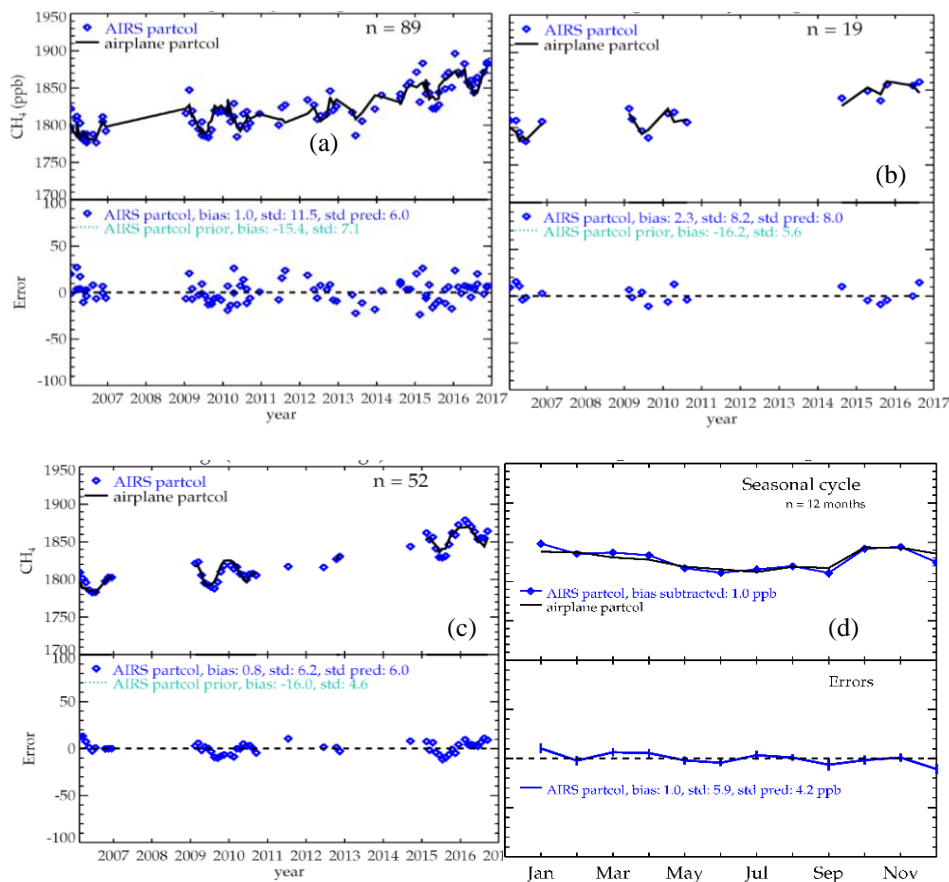 1950
1900
1850
1800
1750
1700
CH4 (ppb)
AIRS partcol
airplane partcol
n = 89
(a)
100
50
0
-50
-100
Error
AIRS partcol, bias: 1.0, std: 11.5, std pred: 6.0
AIRS partcol prior, bias: -15.4, std: 7.1
2007 2008 2009 2010 2011 2012 2013 2014 2015 2016 2017
year
AIRS partcol
airplane partcol
n = 19
(b)
AIRS partcol, bias: 2.3, std: 8.2, std pred: 8.0
AIRS partcol prior, bias: -16.2, std: 5.6
2007 2008 2009 2010 2011 2012 2013 2014 2015 2016 2017
year
1950
1900
1850
1800
1750
1700
CH4
AIRS partcol
airplane partcol
n = 52
(c)
100
50
0
-50
-100
Error
AIRS partcol, bias: 0.8, std: 6.2, std pred: 6.0
AIRS partcol prior, bias: -16.0, std: 4.6
2007 2008 2009 2010 2011 2012 2013 2014 2015 2016 201
year
Seasonal cycle
n = 12 months
AIRS partcol, bias subtracted: 1.0 ppb
airplane partcol
(d)
Errors
AIRS partcol, bias: 1.0, std: 5.9, std pred: 4.2 ppb
Jan Mar May Jul Sep Nov